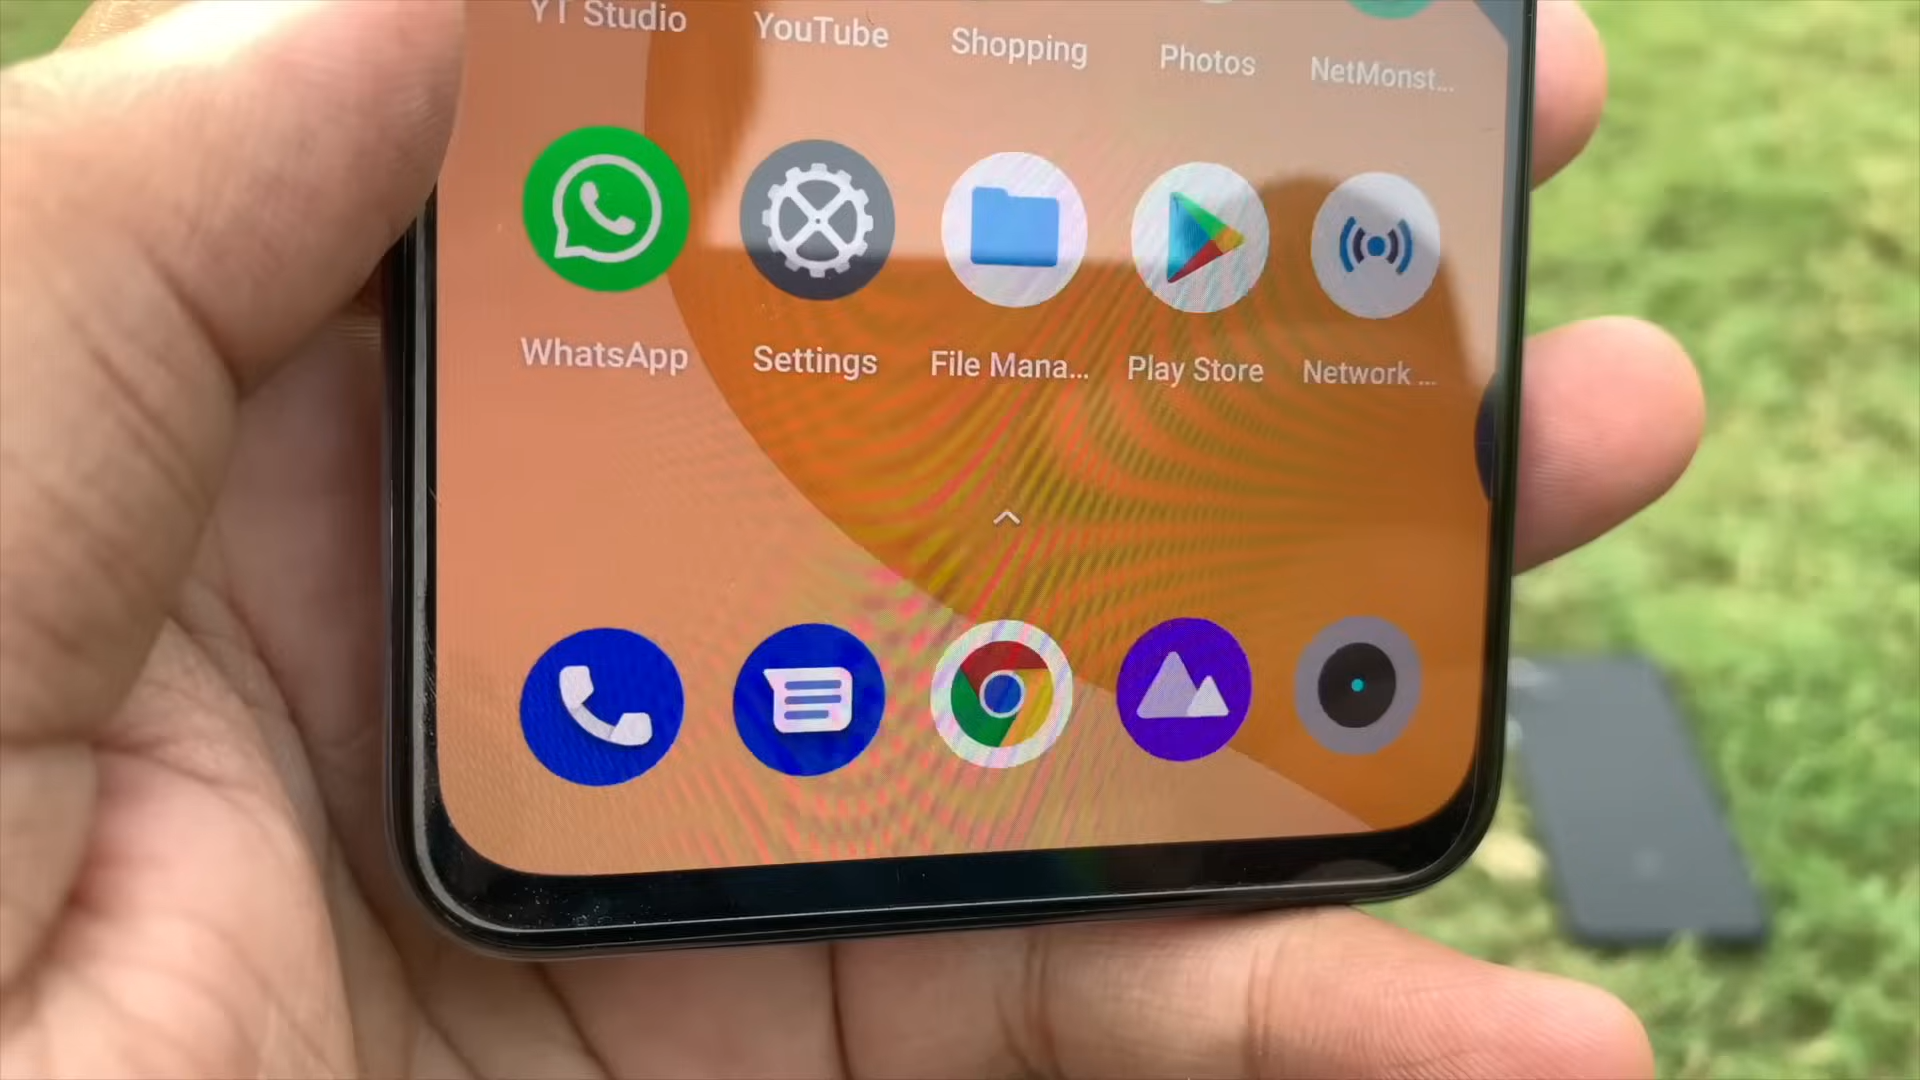 YT Studio
YouTube
Shopping
Photos
NetMonst...
WhatsApp
Settings
File Mana...
Play Store
Network ...